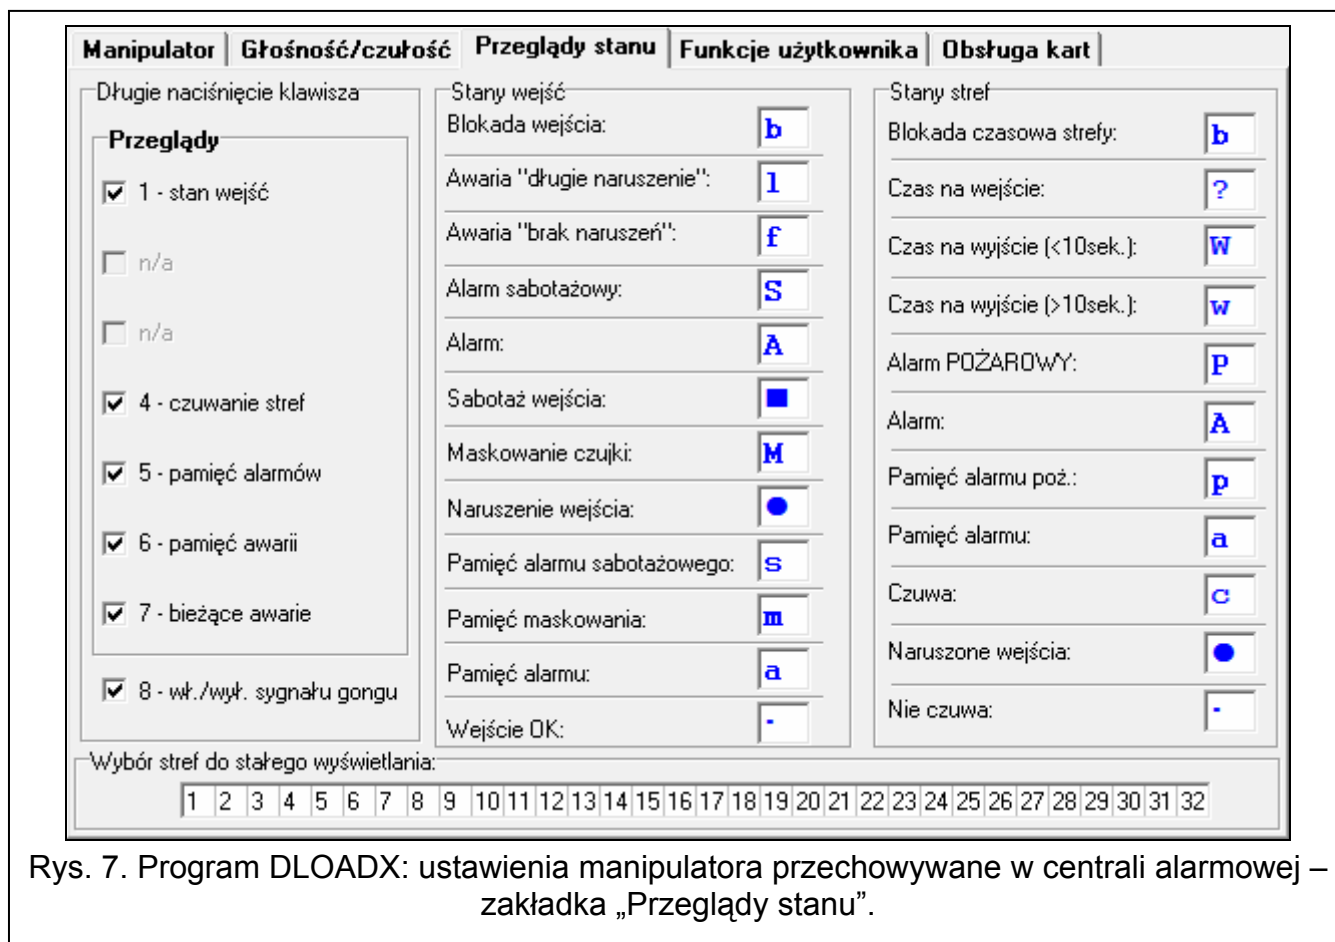 Manipulator Głośność/czułość Przeglądy stanu Funkcje użytkownika Obsługa kart
Długie naciśnięcie klawisza
Przeglądy
1 - stan wejść
n/a
n/a
4 - czuwanie stref
5 - pamięć alarmów
6 - pamięć awarii
7 - bieżące awarie
8 - wł./wył. sygnału gongu
Stany wejść
Blokada wejścia: b
Awaria "długie naruszenie": l
Awaria "brak naruszeń": f
Alarm sabotażowy: S
Alarm: A
Sabotaż wejścia: ■
Maskowanie czujki: M
Naruszenie wejścia: ●
Pamięć alarmu sabotażowego: s
Pamięć maskowania: m
Pamięć alarmu: a
Wejście OK: -
Stany stref
Blokada czasowa strefy: b
Czas na wejście: ?
Czas na wyjście (<10sek.): W
Czas na wyjście (>10sek.): w
Alarm POŻAROWY: P
Alarm: A
Pamięć alarmu poż.: p
Pamięć alarmu: a
Czuwa: c
Naruszone wejścia: ●
Nie czuwa: -
Wybór stref do stałego wyświetlania:
1 2 3 4 5 6 7 8 9 10 11 12 13 14 15 16 17 18 19 20 21 22 23 24 25 26 27 28 29 30 31 32
Rys. 7. Program DLOADX: ustawienia manipulatora przechowywane w centrali alarmowej –
zakładka „Przeglądy stanu”.